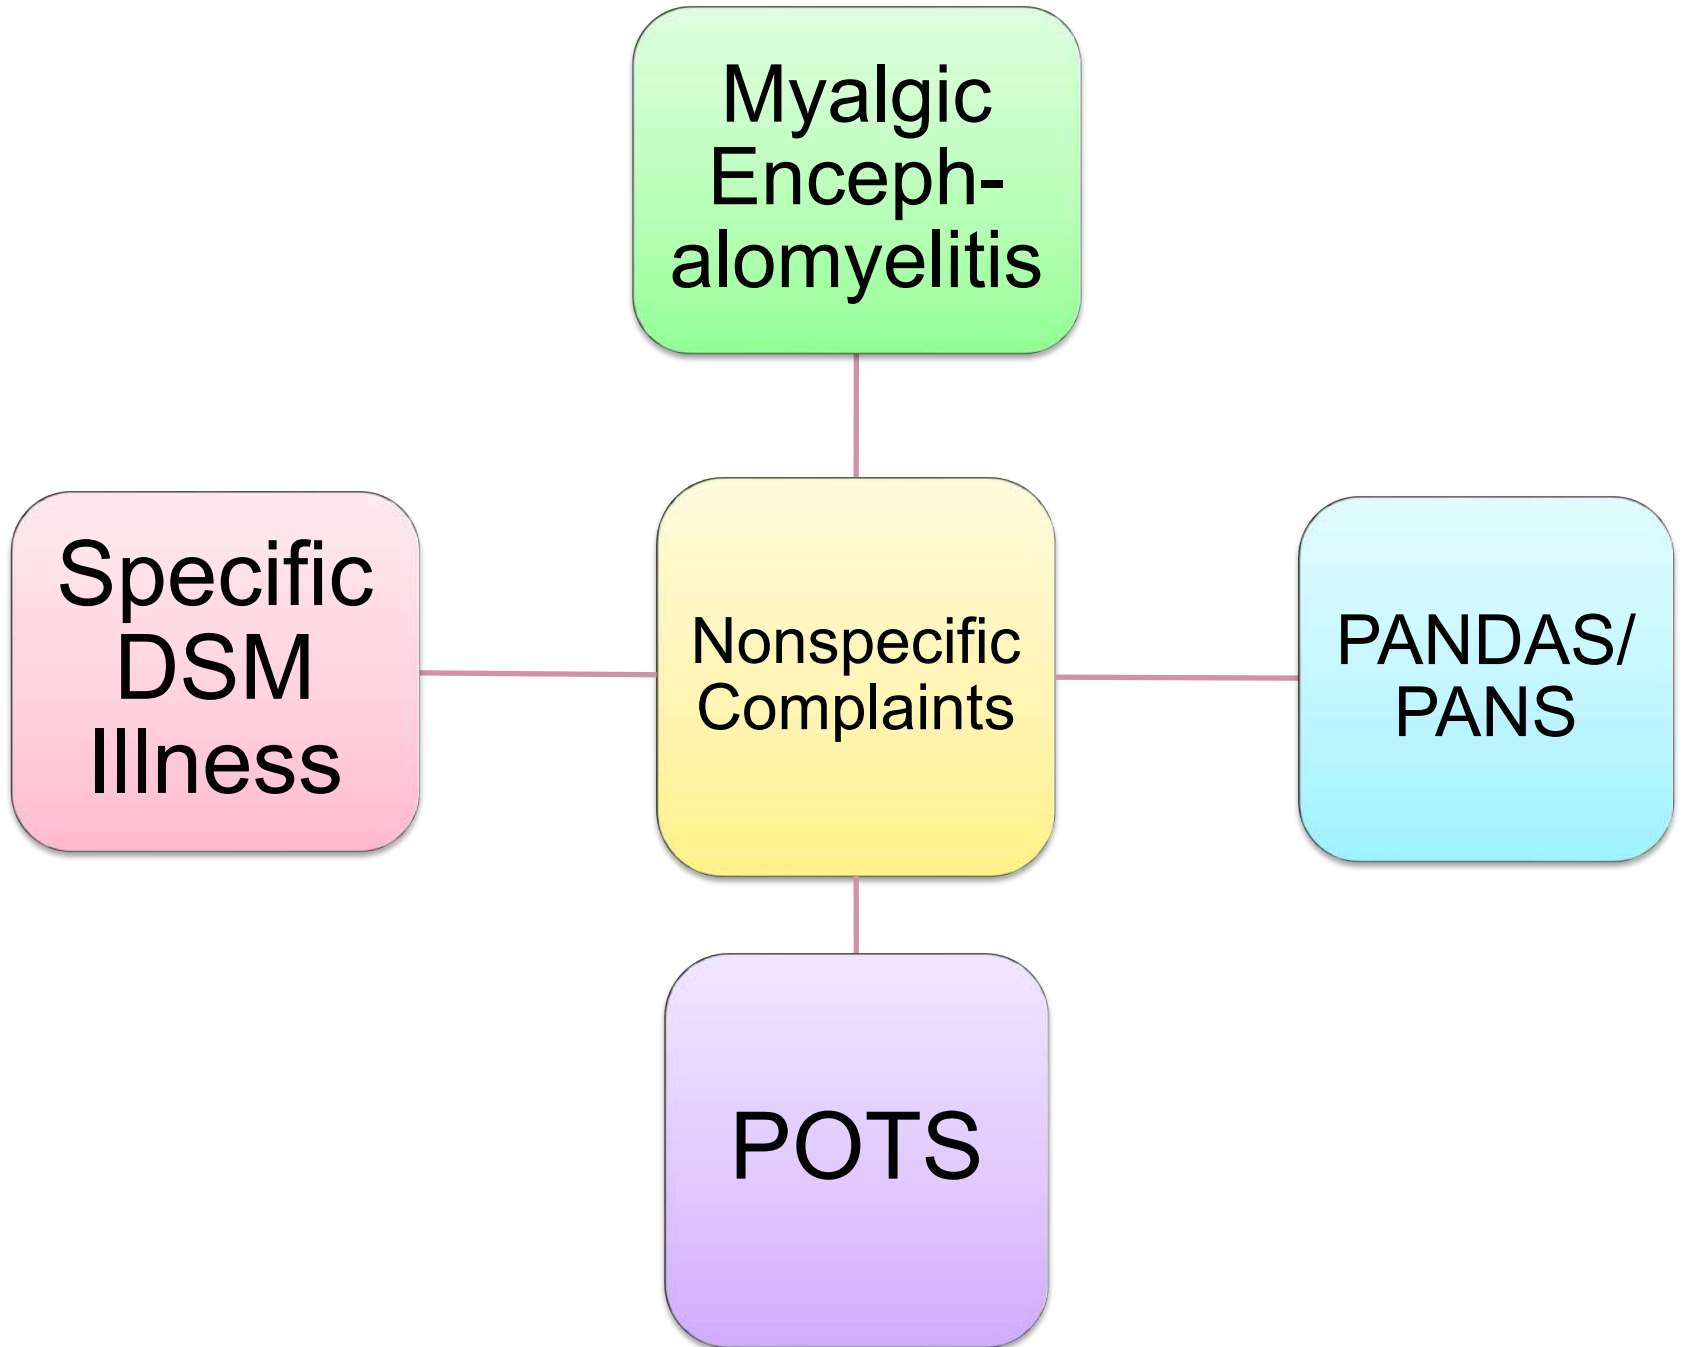 Myalgic
Enceph-
alomyelitis
Specific
DSM
Illness
Nonspecific
Complaints
PANDAS/
PANS
POTS